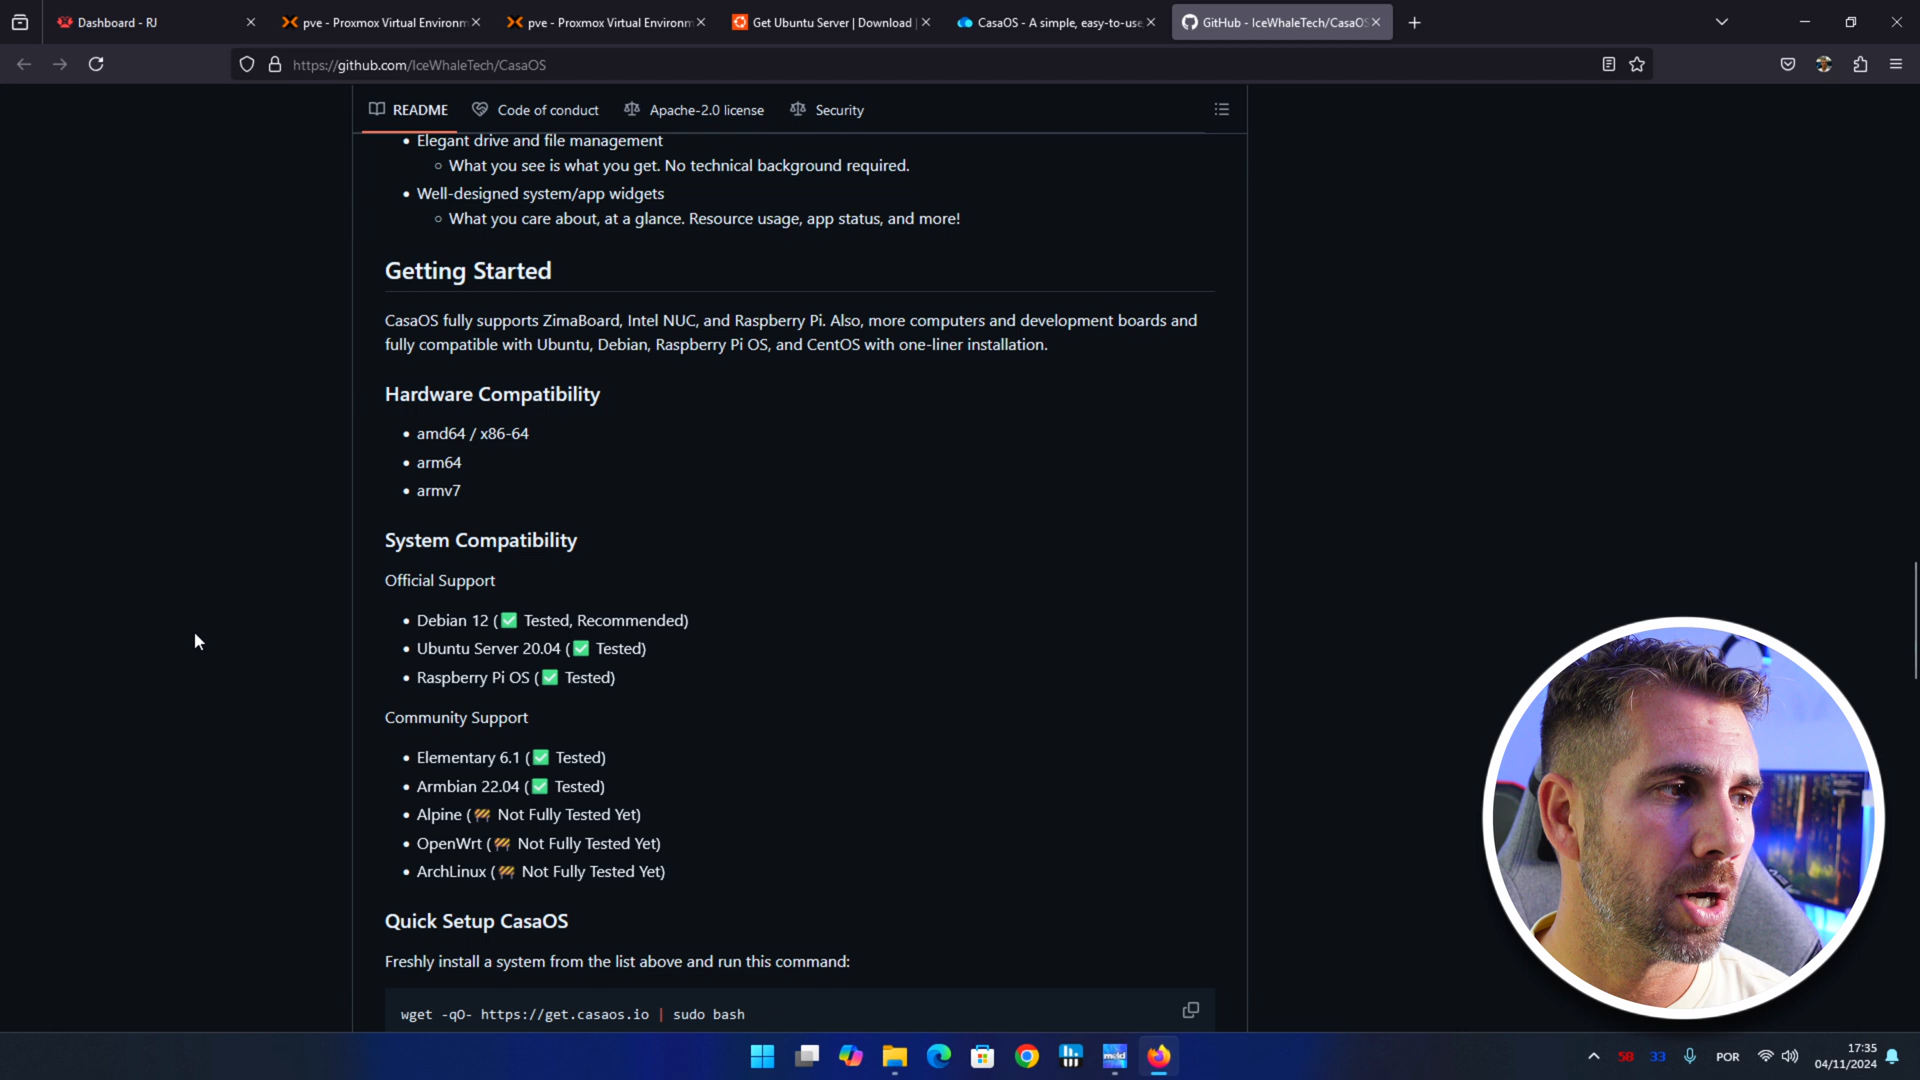 Dashboard - RJ
pve - Proxmox Virtual Environm
pve - Proxmox Virtual Environm
Get Ubuntu Server | Download |
CasaOS - A simple, easy-to-use
GitHub - IceWhaleTech/CasaOS
https://github.com/IceWhaleTech/CasaOS
README
Code of conduct
Apache-2.0 license
Security
Elegant drive and file management
What you see is what you get. No technical background required.
Well-designed system/app widgets
What you care about, at a glance. Resource usage, app status, and more!
Getting Started
CasaOS fully supports ZimaBoard, Intel NUC, and Raspberry Pi. Also, more computers and development boards and
fully compatible with Ubuntu, Debian, Raspberry Pi OS, and CentOS with one-liner installation.
Hardware Compatibility
amd64 / x86-64
arm64
armv7
System Compatibility
Official Support
Debian 12 (✅ Tested, Recommended)
Ubuntu Server 20.04 (✅ Tested)
Raspberry Pi OS (✅ Tested)
Community Support
Elementary 6.1 (✅ Tested)
Armbian 22.04 (✅ Tested)
Alpine (🚧 Not Fully Tested Yet)
OpenWrt (🚧 Not Fully Tested Yet)
ArchLinux (🚧 Not Fully Tested Yet)
Quick Setup CasaOS
Freshly install a system from the list above and run this command:
wget -qO- https://get.casaos.io | sudo bash
58
33
POR
17:35
04/11/2024